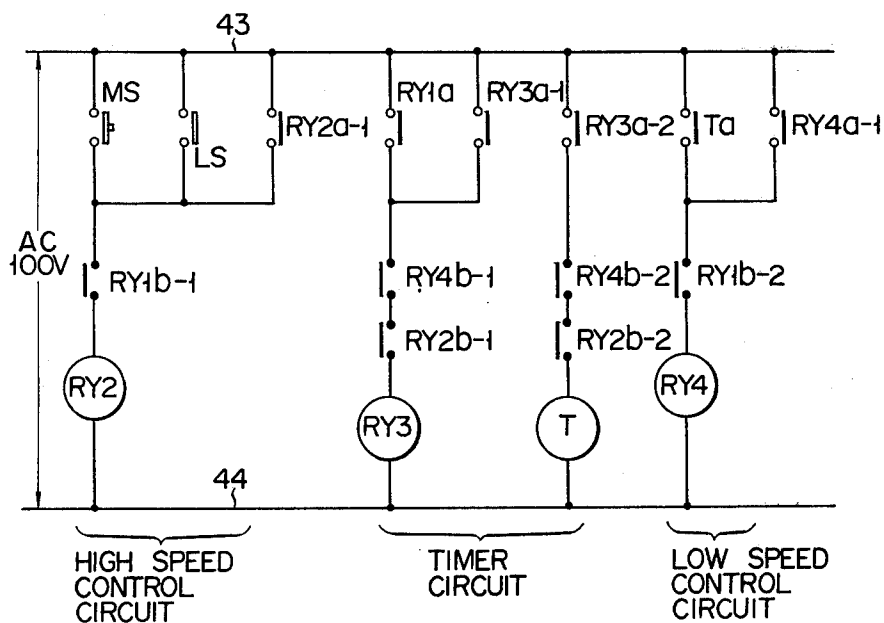 43
MS
LS
RY2a-1
RY1a
RY3a-1
RY3a-2
Ta
RY4a-1
AC
100V
RY1b-1
RY4b-1
RY4b-2
RY1b-2
RY2b-1
RY2b-2
RY2
RY3
T
RY4
44
HIGH SPEED
CONTROL
CIRCUIT
TIMER
CIRCUIT
LOW SPEED
CONTROL
CIRCUIT